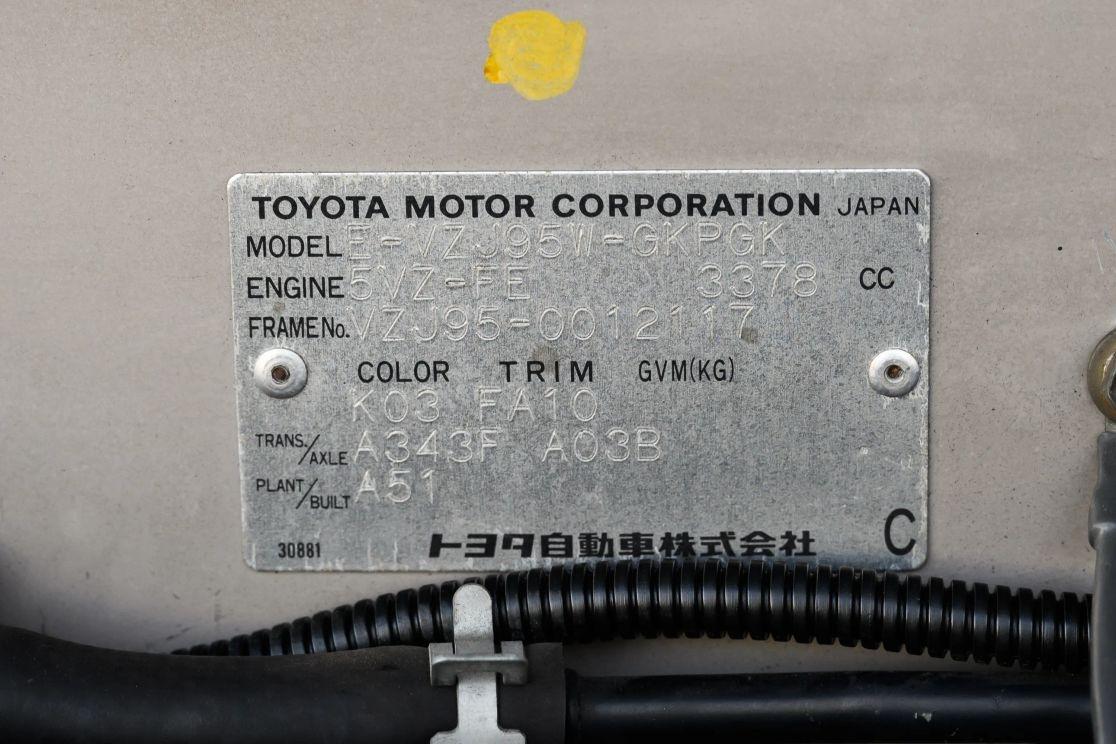 TOYOTA MOTOR CORPORATION JAPAN
MODEL E-VZJ95W-GKPGK
ENGINE 5VZ-FE 3378 CC
FRAME No. VZJ95-0012117
COLOR TRIM GVM(KG)
K03 FA10
TRANS./AXLE A343F A03B
PLANT/BUILT A51
30881 トヨタ自動車株式会社 C